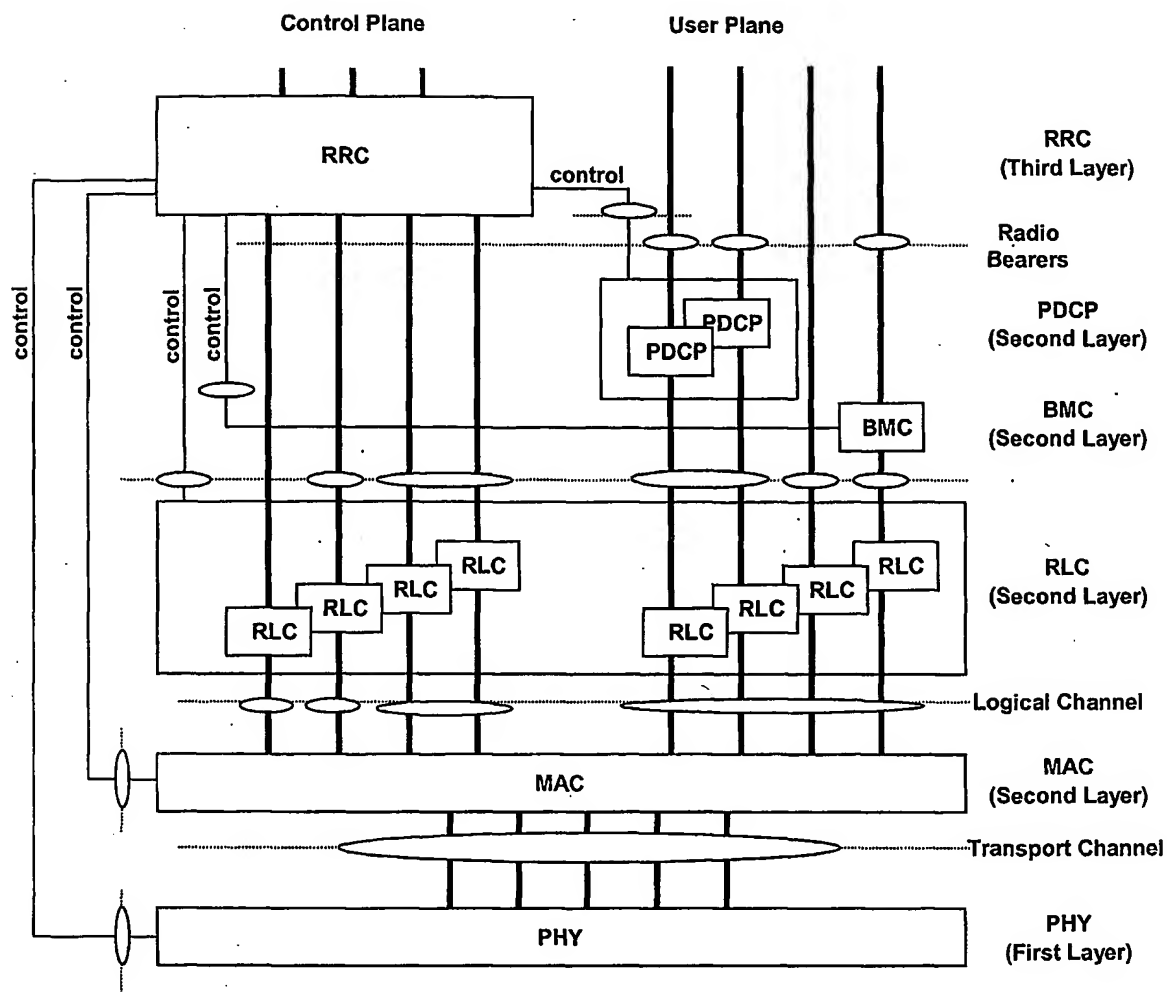 Control Plane
User Plane
RRC
RRC
(Third Layer)
control
Radio
Bearers
control
control
control
control
PDCP
PDCP
PDCP
(Second Layer)
BMC
BMC
(Second Layer)
RLC
RLC
RLC
RLC
RLC
RLC
RLC
RLC
RLC
(Second Layer)
Logical Channel
MAC
MAC
(Second Layer)
Transport Channel
PHY
PHY
(First Layer)